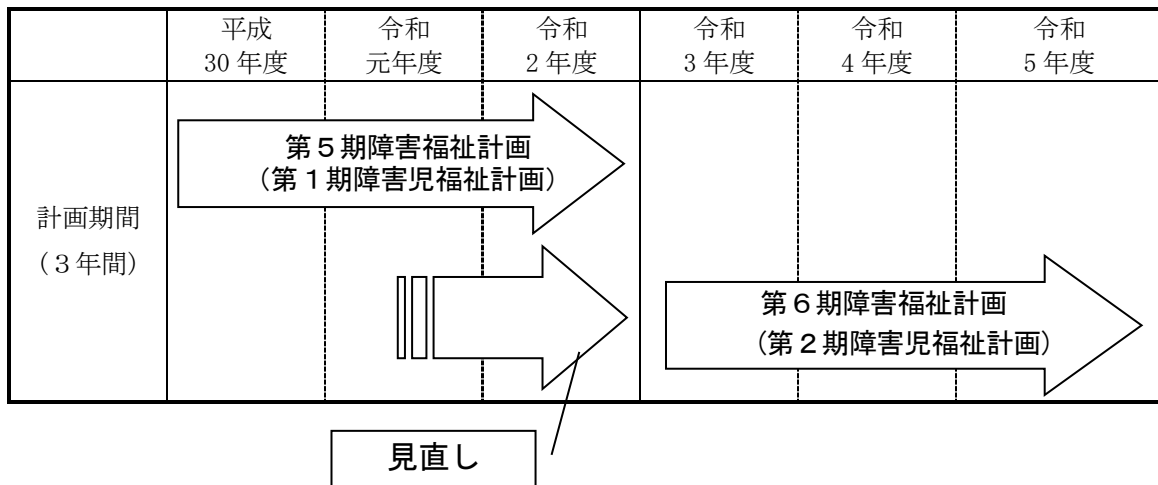 平成
30年度
令和
元年度
令和
2年度
令和
3年度
令和
4年度
令和
5年度
計画期間
(３年間)
第５期障害福祉計画
(第１期障害児福祉計画)
第６期障害福祉計画
(第２期障害児福祉計画)
見直し